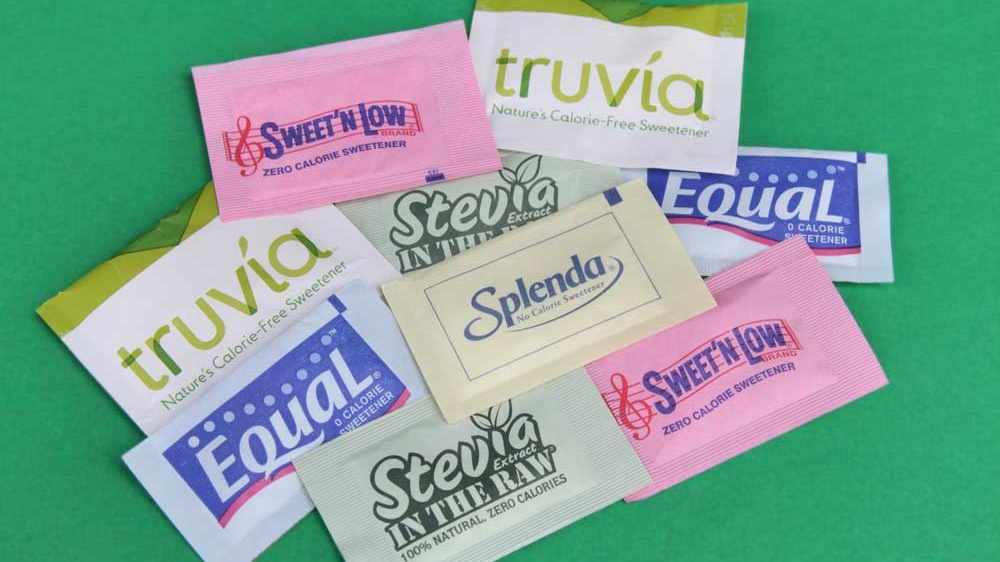 SWEET'N LOW
BRAND
ZERO CALORIE SWEETENER
truvía
Nature's Calorie-Free Sweetener
Stevia
Extract
IN THE
EQUAL®
™
0 CALORIE
SWEETENER
truvía
Nature's Calorie-Free Sweetener
Splenda®
No Calorie Sweetener
EQUAL®
™
0 CALORIE
SWEETENER
SWEET'N LOW
BRAND
ZERO CALORIE SWEETENER
Stevia
Extract
IN THE RAW
100% NATURAL, ZERO CALORIES